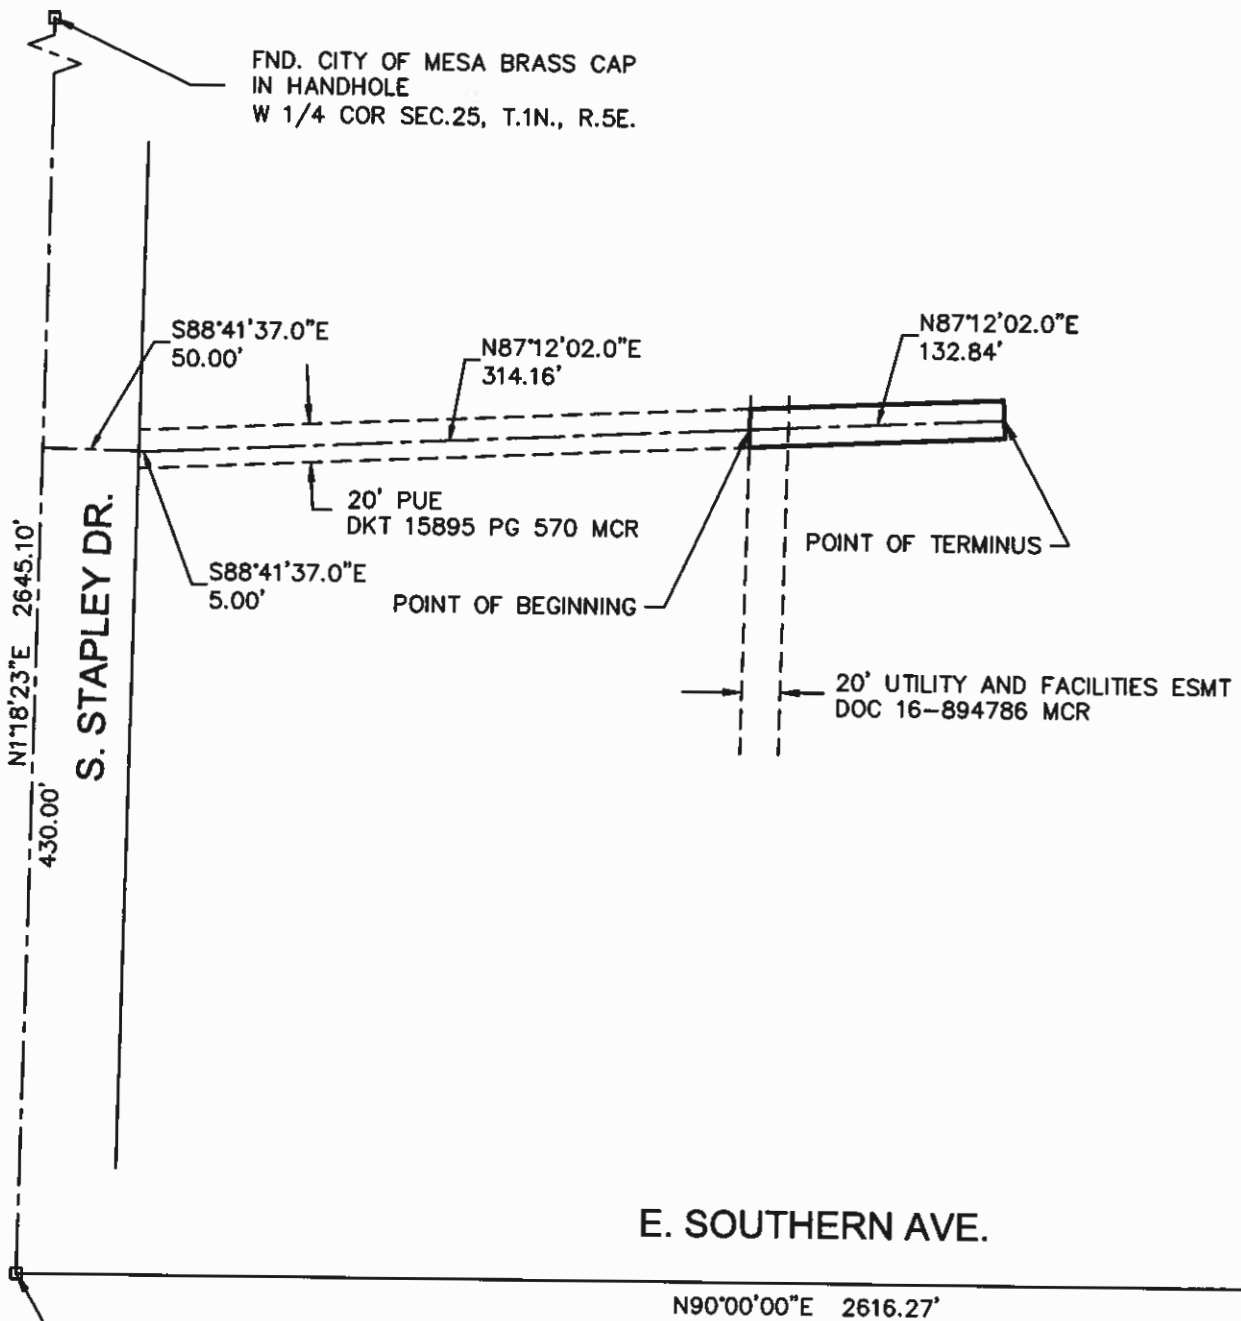 FND. CITY OF MESA BRASS CAP
IN HANDHOLE
W 1/4 COR SEC.25, T.1N., R.5E.
S88°41'37.0"E
50.00'
N87°12'02.0"E
314.16'
N87°12'02.0"E
132.84'
20' PUE
DKT 15895 PG 570 MCR
S88°41'37.0"E
5.00'
POINT OF BEGINNING
POINT OF TERMINUS
20' UTILITY AND FACILITIES ESMT
DOC 16-894786 MCR
N1°18'23"E 2645.10'
430.00'
S. STAPLEY DR.
E. SOUTHERN AVE.
N90°00'00"E 2616.27'